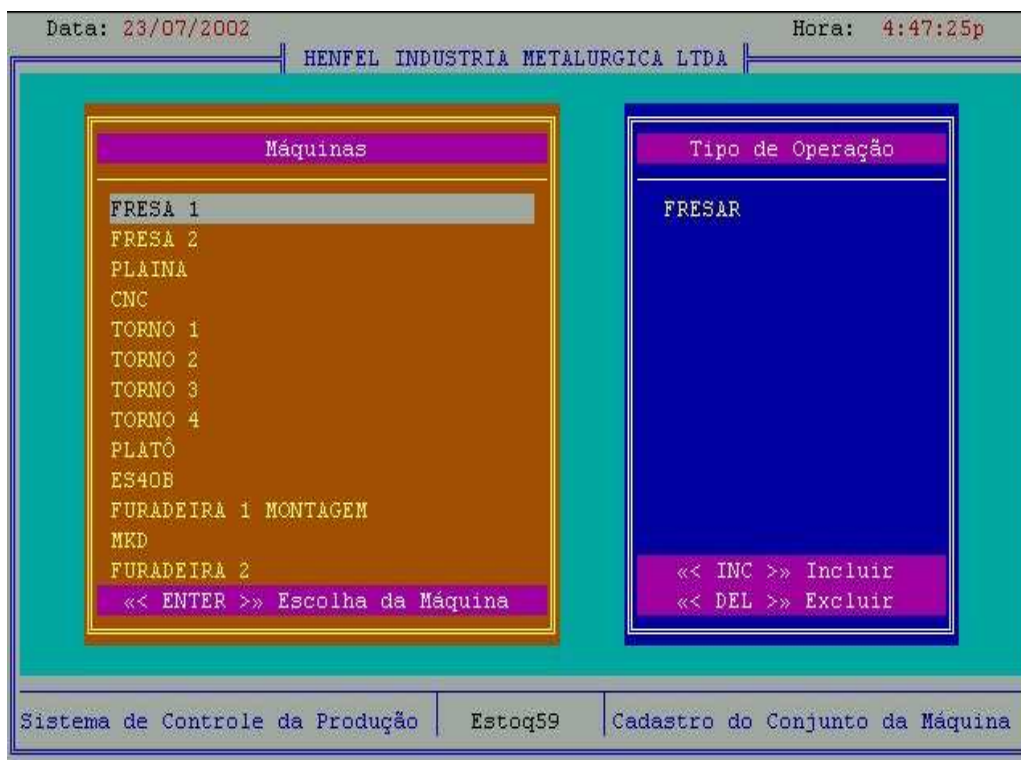 Data: 23/07/2002 Hora: 4:47:25p
HENFEL INDUSTRIA METALURGICA LTDA
Máquinas
FRESA 1
FRESA 2
PLAINA
CNC
TORNO 1
TORNO 2
TORNO 3
TORNO 4
PLATÔ
ES40B
FURADEIRA 1 MONTAGEM
MKD
FURADEIRA 2
«< ENTER >» Escolha da Máquina
Tipo de Operação
FRESAR
«< INC >» Incluir
«< DEL >» Excluir
Sistema de Controle da Produção Estoq59 Cadastro do Conjunto da Máquina